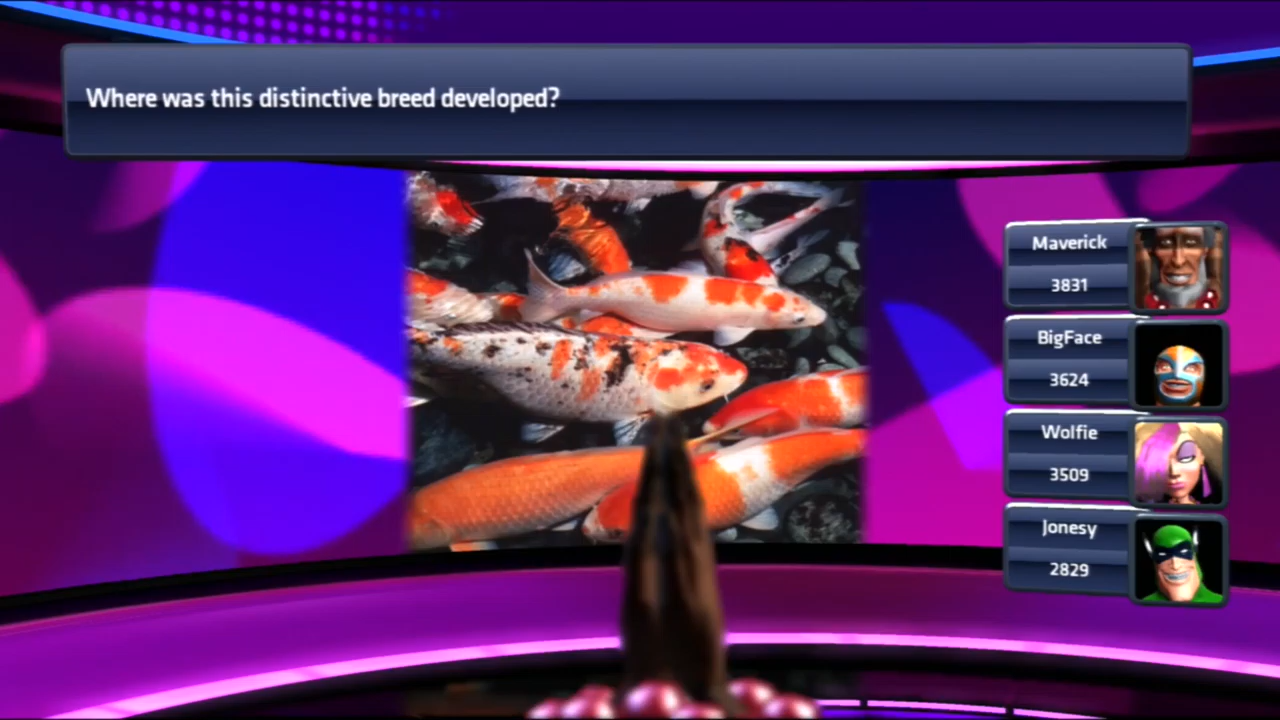 Where was this distinctive breed developed?
Maverick
3831
BigFace
3624
Wolfie
3509
Jonesy
2829